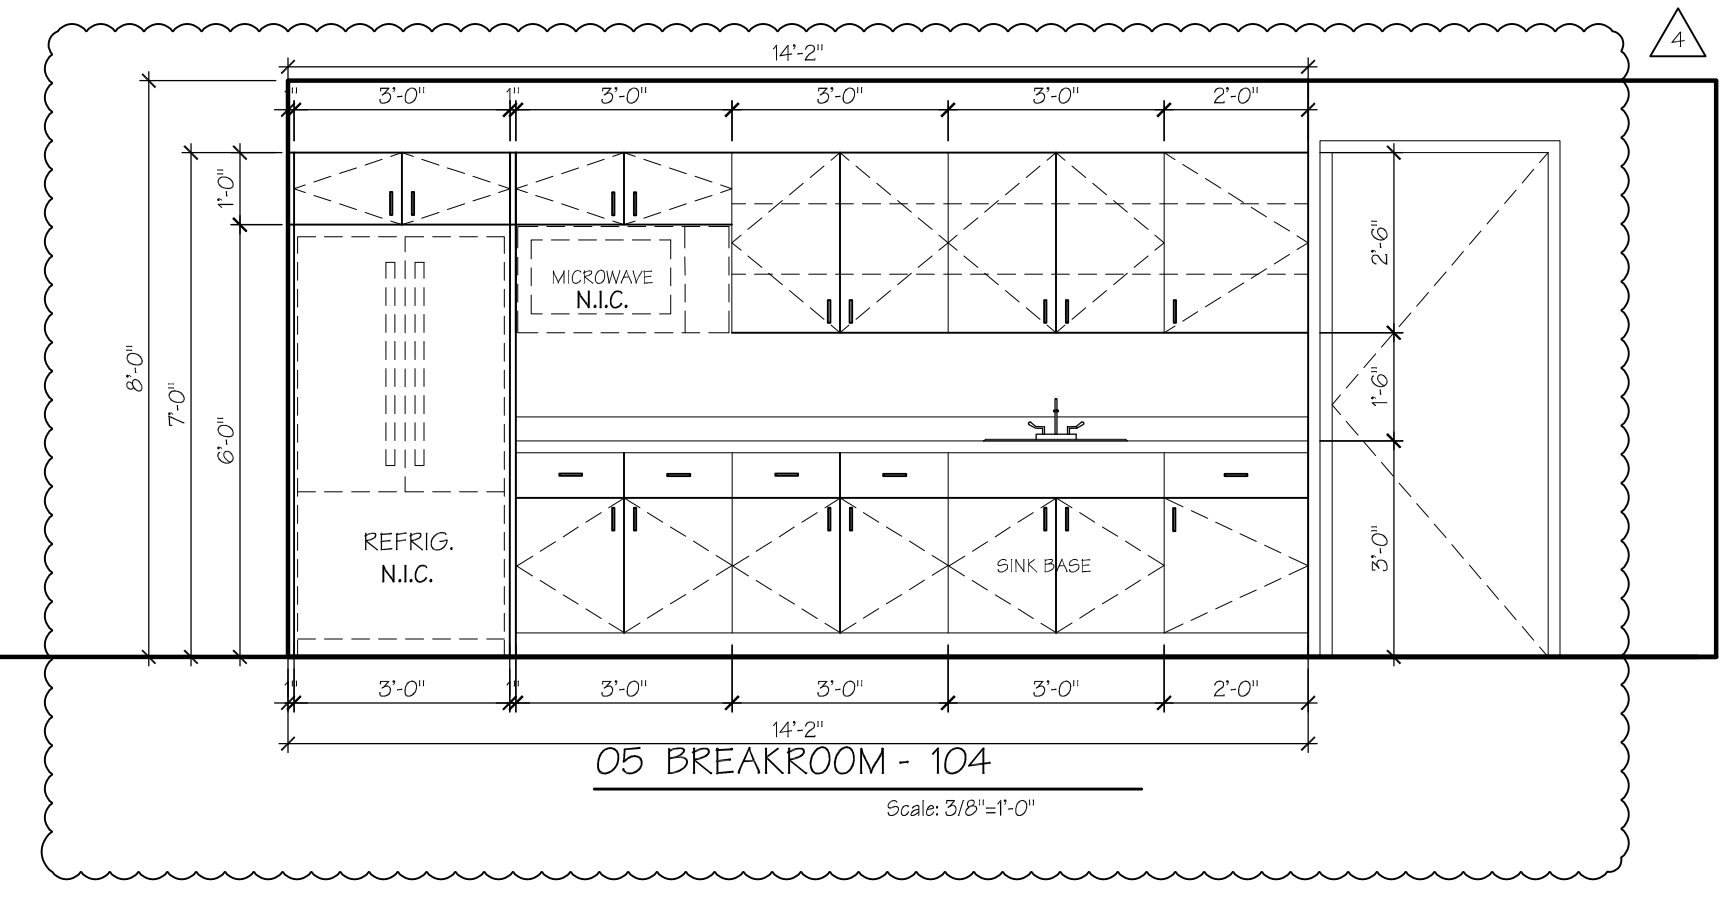 4
14'-2"
1" 3'-0" 1" 3'-0" 3'-0" 3'-0" 2'-0"
1'-0"
2'-6"
MICROWAVE
N.I.C.
8'-0"
7'-0"
6'-0"
1'-6"
REFRIG.
N.I.C.
SINK BASE
3'-0"
1" 3'-0" 1" 3'-0" 3'-0" 3'-0" 2'-0"
14'-2"
05 BREAKROOM - 104
Scale: 3/8"=1'-0"